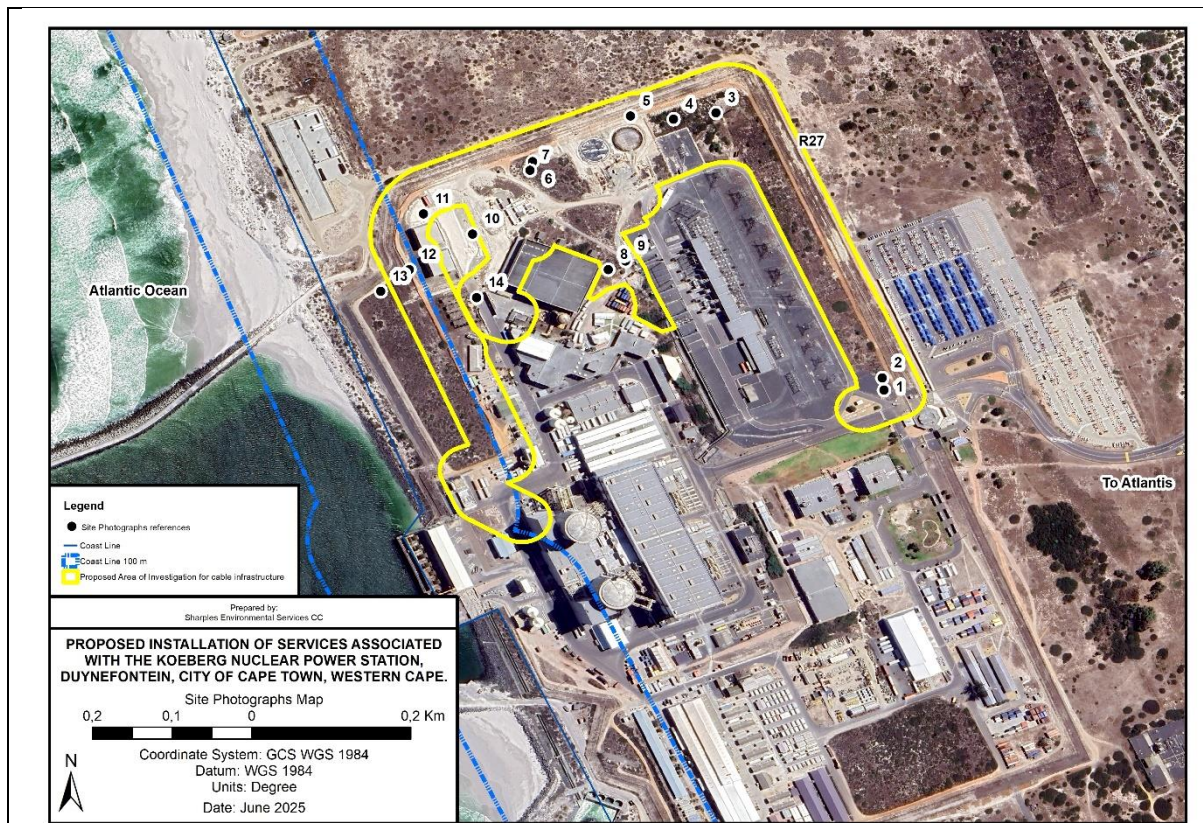 5
4
3
7
R27
6
11
10
9
12
8
13
14
Atlantic Ocean
2
1
To Atlantis
Legend
Site Photographs references
Coast Line
Coast Line 100 m
Proposed Area of Investigation for cable infrastructure
Prepared by:
Sharples Environmental Services CC
PROPOSED INSTALLATION OF SERVICES ASSOCIATED
WITH THE KOEBERG NUCLEAR POWER STATION,
DUYNEFONTEIN, CITY OF CAPE TOWN, WESTERN CAPE.
Site Photographs Map
0,2 0,1 0 0,2 Km
Coordinate System: GCS WGS 1984
Datum: WGS 1984
Units: Degree
Date: June 2025
N